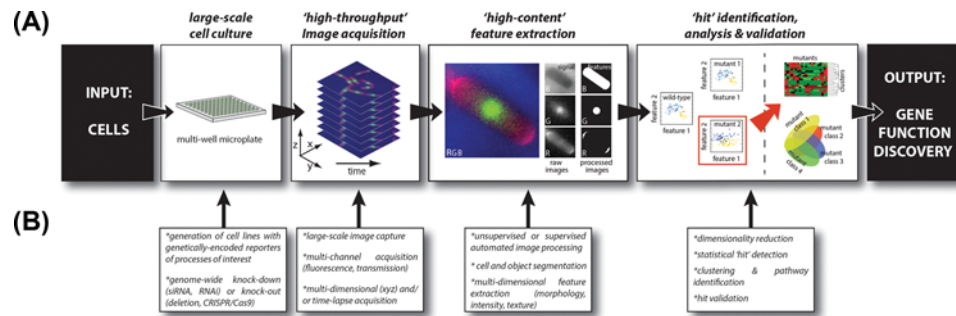 (A)
large-scale
cell culture
'high-throughput'
Image acquisition
'high-content'
feature extraction
'hit' identification,
analysis & validation
INPUT:
CELLS
multi-well microplate
z
x
y
time
RGB
signal
features
B
B
G
G
R
R
raw
images
processed
images
feature 2
wild-type
feature 1
feature 2
mutant 1
feature 1
feature 2
mutant 2
feature 1
mutants
clusters
mutant
class 1
mutant
class 2
mutant
class 3
mutant
class 4
OUTPUT:
GENE
FUNCTION
DISCOVERY
(B)
*generation of cell lines with
genetically-encoded reporters
of processes of interest
*genome-wide knock-down
(siRNA, RNAi) or knock-out
(deletion, CRISPR/Cas9)
*large-scale image capture
*multi-channel acquisition
(fluorescence, transmission)
*multi-dimensional (xyz) and/
or time-lapse acquisition
*unsupervised or supervised
automated image processing
*cell and object segmentation
*multi-dimensional feature
extraction (morphology,
intensity, texture)
*dimensionality reduction
*statistical 'hit' detection
*clustering & pathway
identification
*hit validation